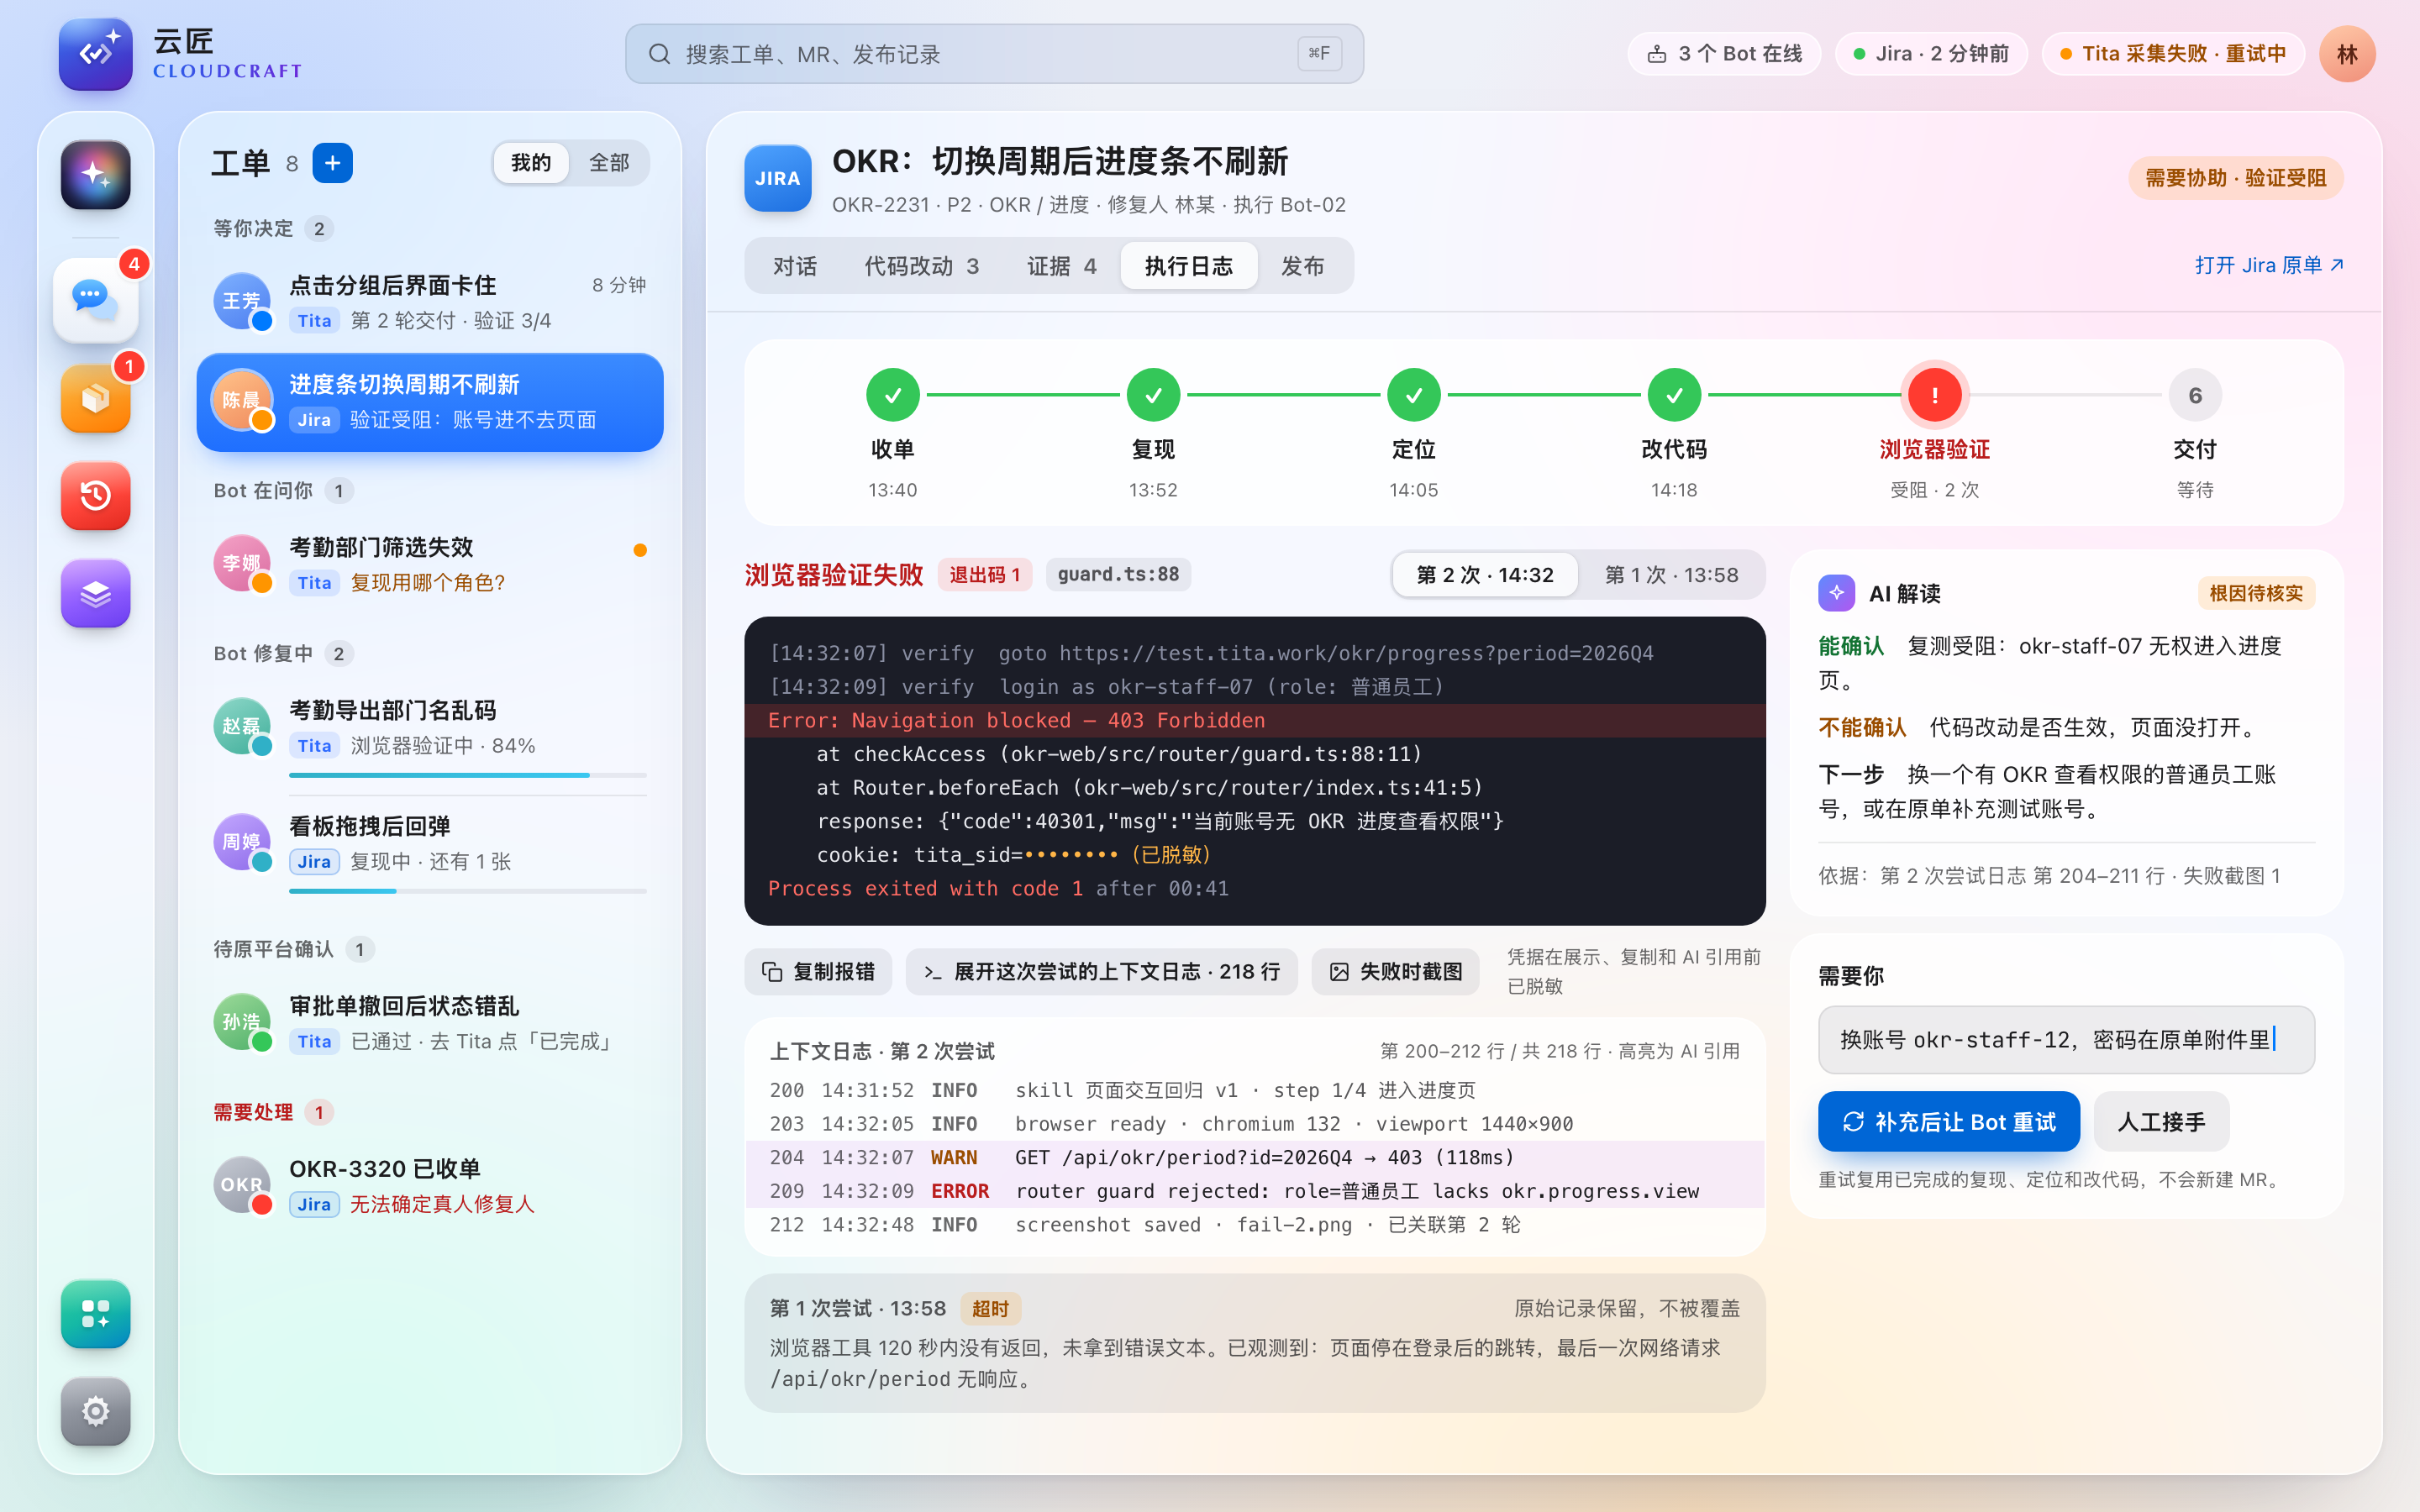 云匠
CLOUDCRAFT
搜索工单、MR、发布记录
⌘F
3 个 Bot 在线
Jira · 2 分钟前
Tita 采集失败 · 重试中
林
4
1
工单 8
我的
全部
等你决定 2
王芳
点击分组后界面卡住
8 分钟
Tita 第 2 轮交付 · 验证 3/4
陈晨
进度条切换周期不刷新
Jira 验证受阻：账号进不去页面
Bot 在问你 1
李娜
考勤部门筛选失效
Tita 复现用哪个角色？
Bot 修复中 2
赵磊
考勤导出部门名乱码
Tita 浏览器验证中 · 84%
周婷
看板拖拽后回弹
Jira 复现中 · 还有 1 张
待原平台确认 1
孙浩
审批单撤回后状态错乱
Tita 已通过 · 去 Tita 点「已完成」
需要处理 1
OKR
OKR-3320 已收单
Jira 无法确定真人修复人
JIRA
OKR：切换周期后进度条不刷新
OKR-2231 · P2 · OKR / 进度 · 修复人 林某 · 执行 Bot-02
需要协助 · 验证受阻
对话
代码改动 3
证据 4
执行日志
发布
打开 Jira 原单 ↗
收单
13:40
复现
13:52
定位
14:05
改代码
14:18
!
浏览器验证
受阻 · 2 次
6
交付
等待
浏览器验证失败
退出码 1
guard.ts:88
第 2 次 · 14:32
第 1 次 · 13:58
[14:32:07] verify  goto https://test.tita.work/okr/progress?period=2026Q4
[14:32:09] verify  login as okr-staff-07 (role: 普通员工)
Error: Navigation blocked — 403 Forbidden
at checkAccess (okr-web/src/router/guard.ts:88:11)
at Router.beforeEach (okr-web/src/router/index.ts:41:5)
response: {"code":40301,"msg":"当前账号无 OKR 进度查看权限"}
cookie: tita_sid=•••••••• (已脱敏)
Process exited with code 1 after 00:41
复制报错
展开这次尝试的上下文日志 · 218 行
失败时截图
凭据在展示、复制和 AI 引用前
已脱敏
上下文日志 · 第 2 次尝试
第 200–212 行 / 共 218 行 · 高亮为 AI 引用
200 14:31:52 INFO skill 页面交互回归 v1 · step 1/4 进入进度页
203 14:32:05 INFO browser ready · chromium 132 · viewport 1440×900
204 14:32:07 WARN GET /api/okr/period?id=2026Q4 → 403 (118ms)
209 14:32:09 ERROR router guard rejected: role=普通员工 lacks okr.progress.view
212 14:32:48 INFO screenshot saved · fail-2.png · 已关联第 2 轮
第 1 次尝试 · 13:58
超时
原始记录保留，不被覆盖
浏览器工具 120 秒内没有返回，未拿到错误文本。已观测到：页面停在登录后的跳转，最后一次网络请求
/api/okr/period 无响应。
AI 解读
根因待核实
能确认 复测受阻：okr-staff-07 无权进入进度
页。
不能确认 代码改动是否生效，页面没打开。
下一步 换一个有 OKR 查看权限的普通员工账
号，或在原单补充测试账号。
依据：第 2 次尝试日志 第 204–211 行 · 失败截图 1
需要你
换账号 okr-staff-12，密码在原单附件里
补充后让 Bot 重试
人工接手
重试复用已完成的复现、定位和改代码，不会新建 MR。